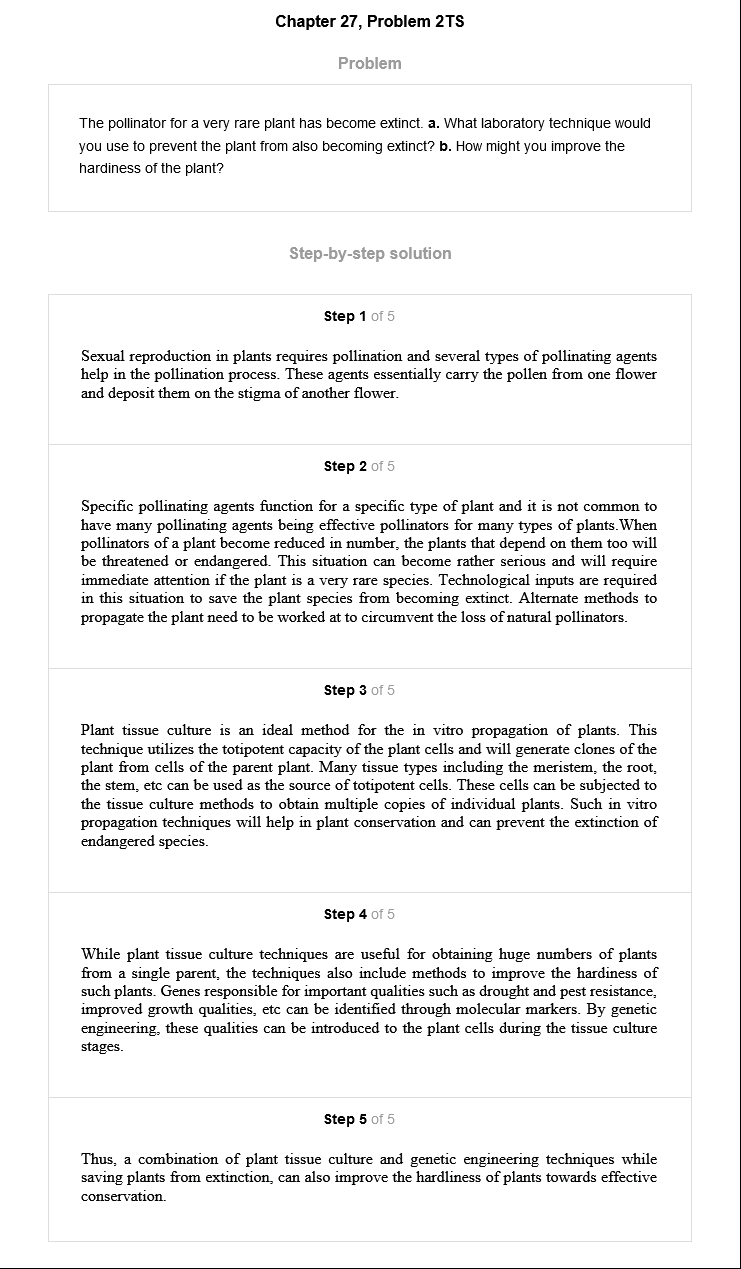 Chapter 27, Problem 2TS
Problem
The pollinator for a very rare plant has become extinct. a. What laboratory technique would
you use to prevent the plant from also becoming extinct? b. How might you improve the
hardiness of the plant?
Step-by-step solution
Step 1 of 5
Sexual reproduction in plants requires pollination and several types of pollinating agents
help in the pollination process. These agents essentially carry the pollen from one flower
and deposit them on the stigma of another flower.
Step 2 of 5
Specific pollinating agents function for a specific type of plant and it is not common to
have many pollinating agents being effective pollinators for many types of plants.When
pollinators of a plant become reduced in number, the plants that depend on them too will
be threatened or endangered. This situation can become rather serious and will require
immediate attention if the plant is a very rare species. Technological inputs are required
in this situation to save the plant species from becoming extinct. Alternate methods to
propagate the plant need to be worked at to circumvent the loss of natural pollinators.
Step 3 of 5
Plant tissue culture is an ideal method for the in vitro propagation of plants. This
technique utilizes the totipotent capacity of the plant cells and will generate clones of the
plant from cells of the parent plant. Many tissue types including the meristem, the root,
the stem, etc can be used as the source of totipotent cells. These cells can be subjected to
the tissue culture methods to obtain multiple copies of individual plants. Such in vitro
propagation techniques will help in plant conservation and can prevent the extinction of
endangered species.
Step 4 of 5
While plant tissue culture techniques are useful for obtaining huge numbers of plants
from a single parent, the techniques also include methods to improve the hardiness of
such plants. Genes responsible for important qualities such as drought and pest resistance,
improved growth qualities, etc can be identified through molecular markers. By genetic
engineering, these qualities can be introduced to the plant cells during the tissue culture
stages.
Step 5 of 5
Thus, a combination of plant tissue culture and genetic engineering techniques while
saving plants from extinction, can also improve the hardliness of plants towards effective
conservation.